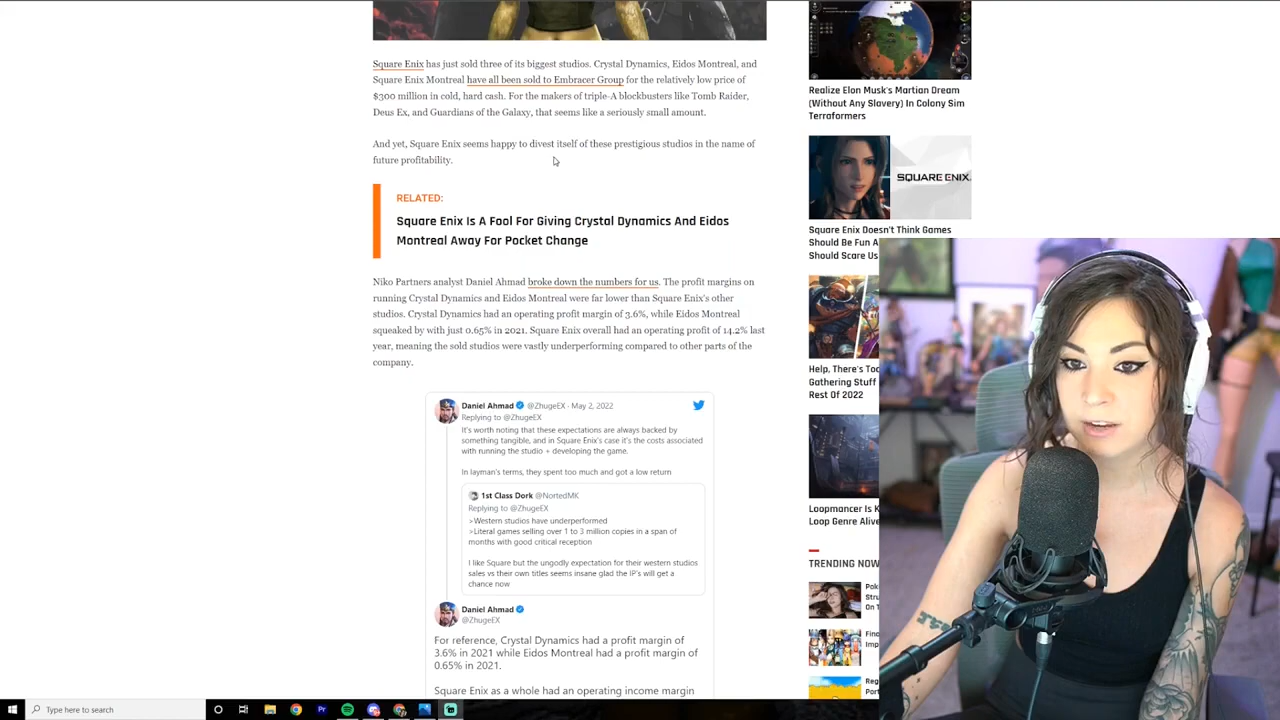 Square Enix has just sold three of its biggest studios. Crystal Dynamics, Eidos Montreal, and
Square Enix Montreal have all been sold to Embracer Group for the relatively low price of
$300 million in cold, hard cash. For the makers of triple-A blockbusters like Tomb Raider,
Deus Ex, and Guardians of the Galaxy, that seems like a seriously small amount.
And yet, Square Enix seems happy to divest itself of these prestigious studios in the name of
future profitability.
RELATED:
Square Enix Is A Fool For Giving Crystal Dynamics And Eidos
Montreal Away For Pocket Change
Niko Partners analyst Daniel Ahmad broke down the numbers for us. The profit margins on
running Crystal Dynamics and Eidos Montreal were far lower than Square Enix's other
studios. Crystal Dynamics had an operating profit margin of 3.6%, while Eidos Montreal
squeaked by with just 0.65% in 2021. Square Enix overall had an operating profit of 14.2% last
year, meaning the sold studios were vastly underperforming compared to other parts of the
company.
Daniel Ahmad @ZhugeEX · May 2, 2022
Replying to @ZhugeEX
It's worth noting that these expectations are always backed by
something tangible, and in Square Enix's case it's the costs associated
with running the studio + developing the game.
In layman's terms, they spent too much and got a low return
1st Class Dork @NortedMK
Replying to @ZhugeEX
>Western studios have underperformed
>Literal games selling over 1 to 3 million copies in a span of
months with good critical reception
I like Square but the ungodly expectation for their western studios
sales vs their own titles seems insane glad the IP's will get a
chance now
Daniel Ahmad
@ZhugeEX
For reference, Crystal Dynamics had a profit margin of
3.6% in 2021 while Eidos Montreal had a profit margin of
0.65% in 2021.
Square Enix as a whole had an operating income margin
Realize Elon Musk's Martian Dream
(Without Any Slavery) In Colony Sim
Terraformers
SQUARE ENIX
Square Enix Doesn't Think Games
Should Be Fun A
Should Scare Us
Help, There's Too
Gathering Stuff
Rest Of 2022
Loopmancer Is K
Loop Genre Alive
TRENDING NOW
Pok
Stru
On T
Fina
Imp
Reg
Port
Type here to search